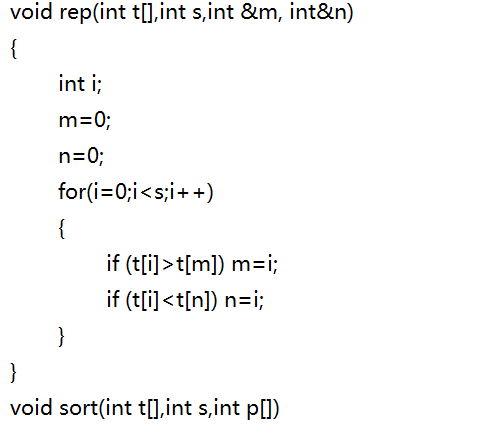 void rep(int t[],int s,int &m, int&n)
{
int i;
m=0;
n=0;
for(i=0;i<s;i++)
{
if (t[i]>t[m]) m=i;
if (t[i]<t[n]) n=i;
}
}
void sort(int t[],int s,int p[])